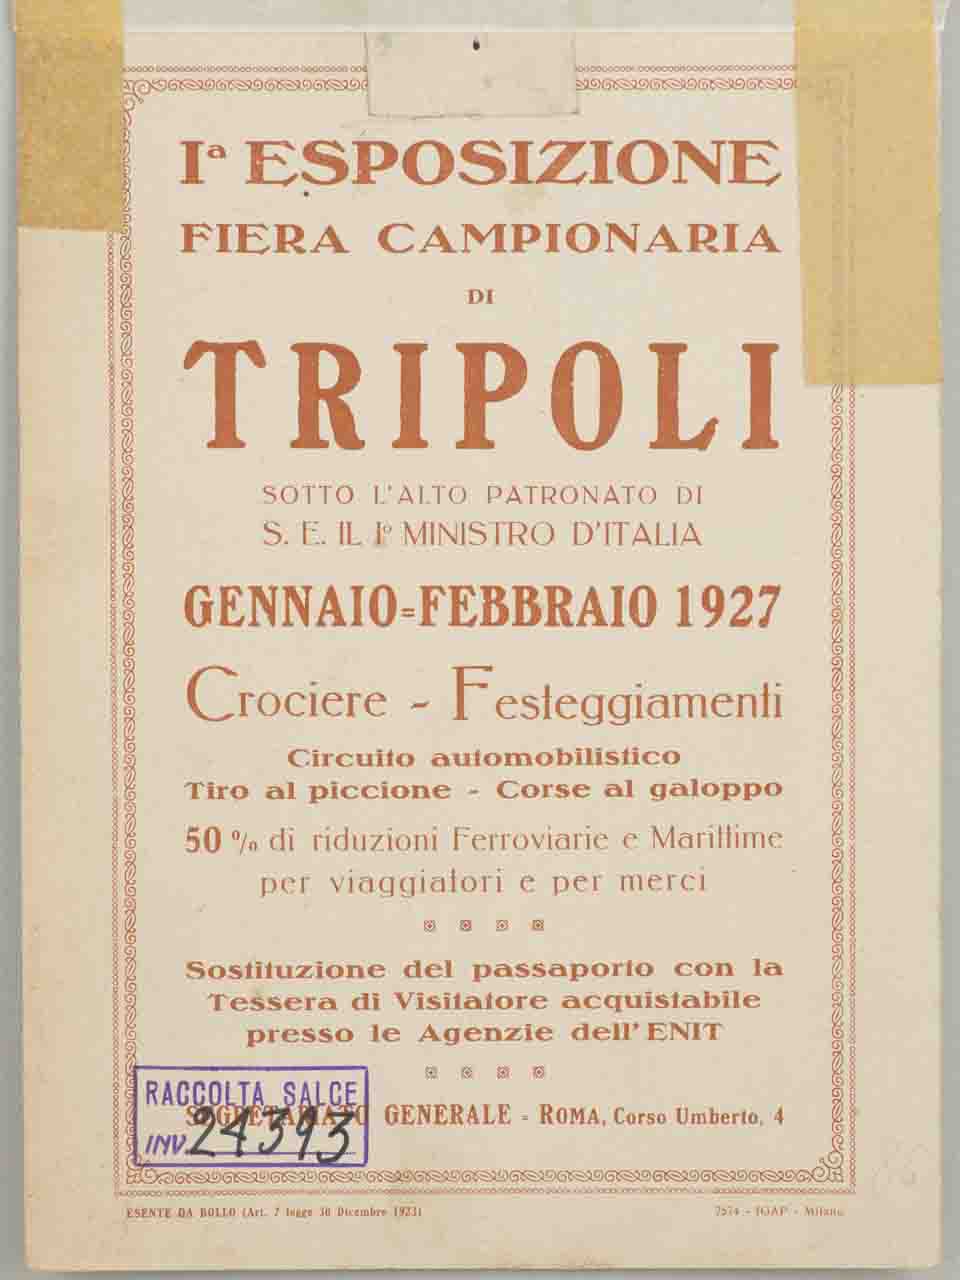 Iª ESPOSIZIONE
FIERA CAMPIONARIA
DI
TRIPOLI
SOTTO L'ALTO PATRONATO DI
S. E. IL Iº MINISTRO D'ITALIA
GENNAIO=FEBBRAIO 1927
Crociere - Festeggiamenti
Circuito automobilistico
Tiro al piccione - Corse al galoppo
50 % di riduzioni Ferroviarie e Marittime
per viaggiatori e per merci
Sostituzione del passaporto con la
Tessera di Visitatore acquistabile
presso le Agenzie dell'ENIT
SEGRETARIATO GENERALE = ROMA, Corso Umberto, 4
RACCOLTA SALCE
INV. 24393
ESENTE DA BOLLO (Art. 7 legge 30 Dicembre 1923)
7574 - IGAP - Milano